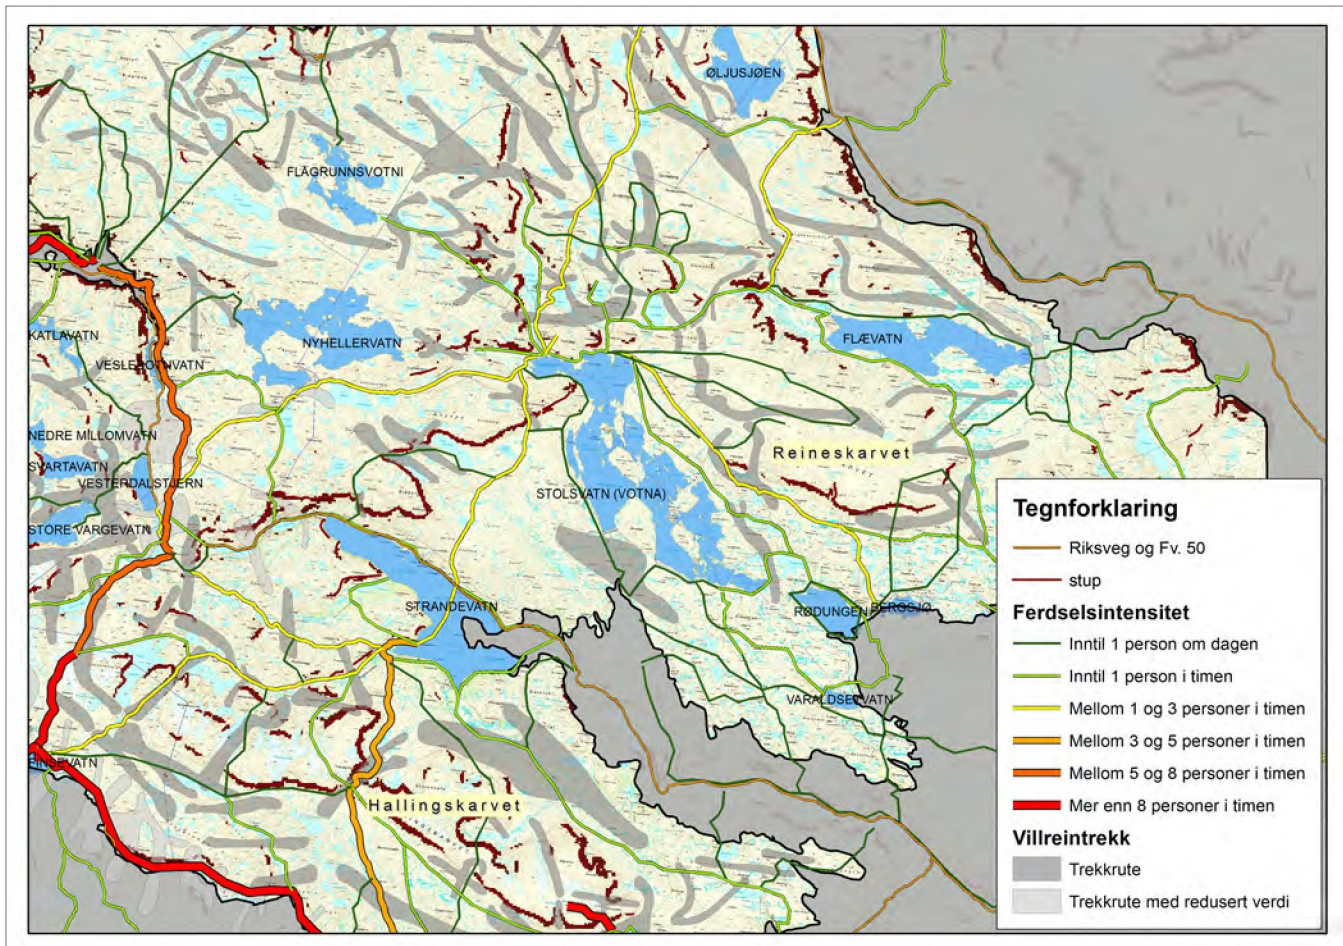 ØLJUSJØEN
FLÅGRUNNSVOTNI
KATLAVATN
NYHELLERVATN
FLÆVATN
VESLEBOTNVATN
NEDRE MILLOMVATN
Reineskarvet
SVARTAVATN
VESTERDALSTJERN
STOLSVATN (VOTNA)
STORE VARGEVATN
STRANDEVATN
RØDUNGEN
BERGSJØ
VARALDSETVATN
FINSEVATN
Hallingskarvet
Tegnforklaring
Riksveg og Fv. 50
stup
Ferdselsintensitet
Inntil 1 person om dagen
Inntil 1 person i timen
Mellom 1 og 3 personer i timen
Mellom 3 og 5 personer i timen
Mellom 5 og 8 personer i timen
Mer enn 8 personer i timen
Villreintrekk
Trekkrute
Trekkrute med redusert verdi